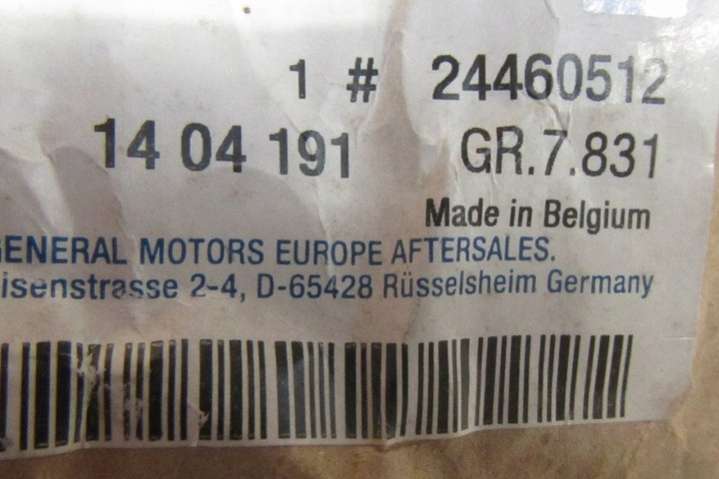 1 # 24460512
14 04 191 GR.7.831
Made in Belgium
GENERAL MOTORS EUROPE AFTERSALES.
isenstrasse 2-4, D-65428 Rüsselsheim Germany